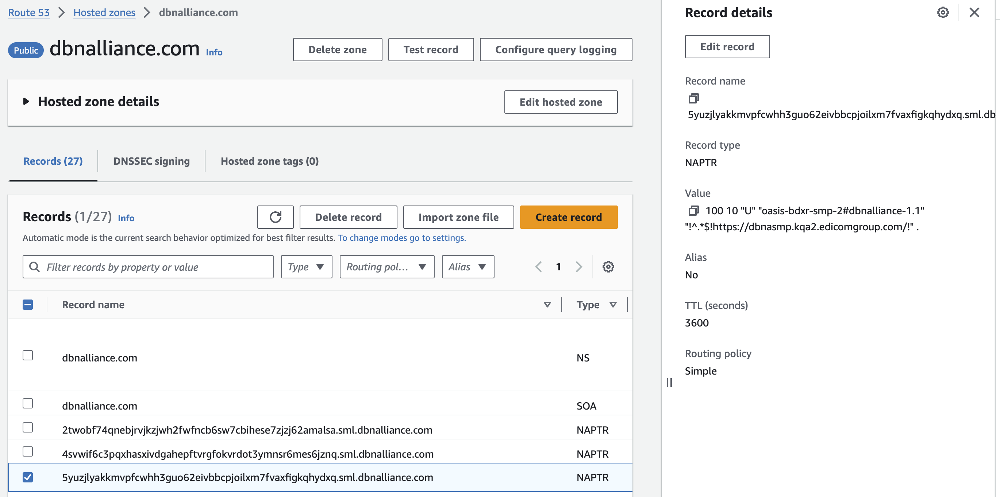 Route 53 > Hosted zones > dbnalliance.com
Public dbnalliance.com Info
Delete zone Test record Configure query logging
Hosted zone details Edit hosted zone
Records (27) DNSSEC signing Hosted zone tags (0)
Records (1/27) Info Delete record Import zone file Create record
Automatic mode is the current search behavior optimized for best filter results. To change modes go to settings.
Filter records by property or value Type Routing pol... Alias 1
Record name Type
dbnalliance.com NS
dbnalliance.com SOA
2twobf74qnebjrvjkzjwh2fwfncb6sw7cbihese7zjzj62amalsa.sml.dbnalliance.com NAPTR
4svwif6c3pqxhasxivdgahepftvrgfokvrdot3ymnsr6mes6jznq.sml.dbnalliance.com NAPTR
5yuzjlyakkmvpfcwhh3guo62eivbbcpjoilxm7fvaxfigkqhydxq.sml.dbnalliance.com NAPTR
Record details
Edit record
Record name
5yuzjlyakkmvpfcwhh3guo62eivbbcpjoilxm7fvaxfigkqhydxq.sml.db
Record type
NAPTR
Value
100 10 "U" "oasis-bdxr-smp-2#dbnalliance-1.1"
"!^.*$!https://dbnasmp.kqa2.edicomgroup.com/!" .
Alias
No
TTL (seconds)
3600
Routing policy
Simple